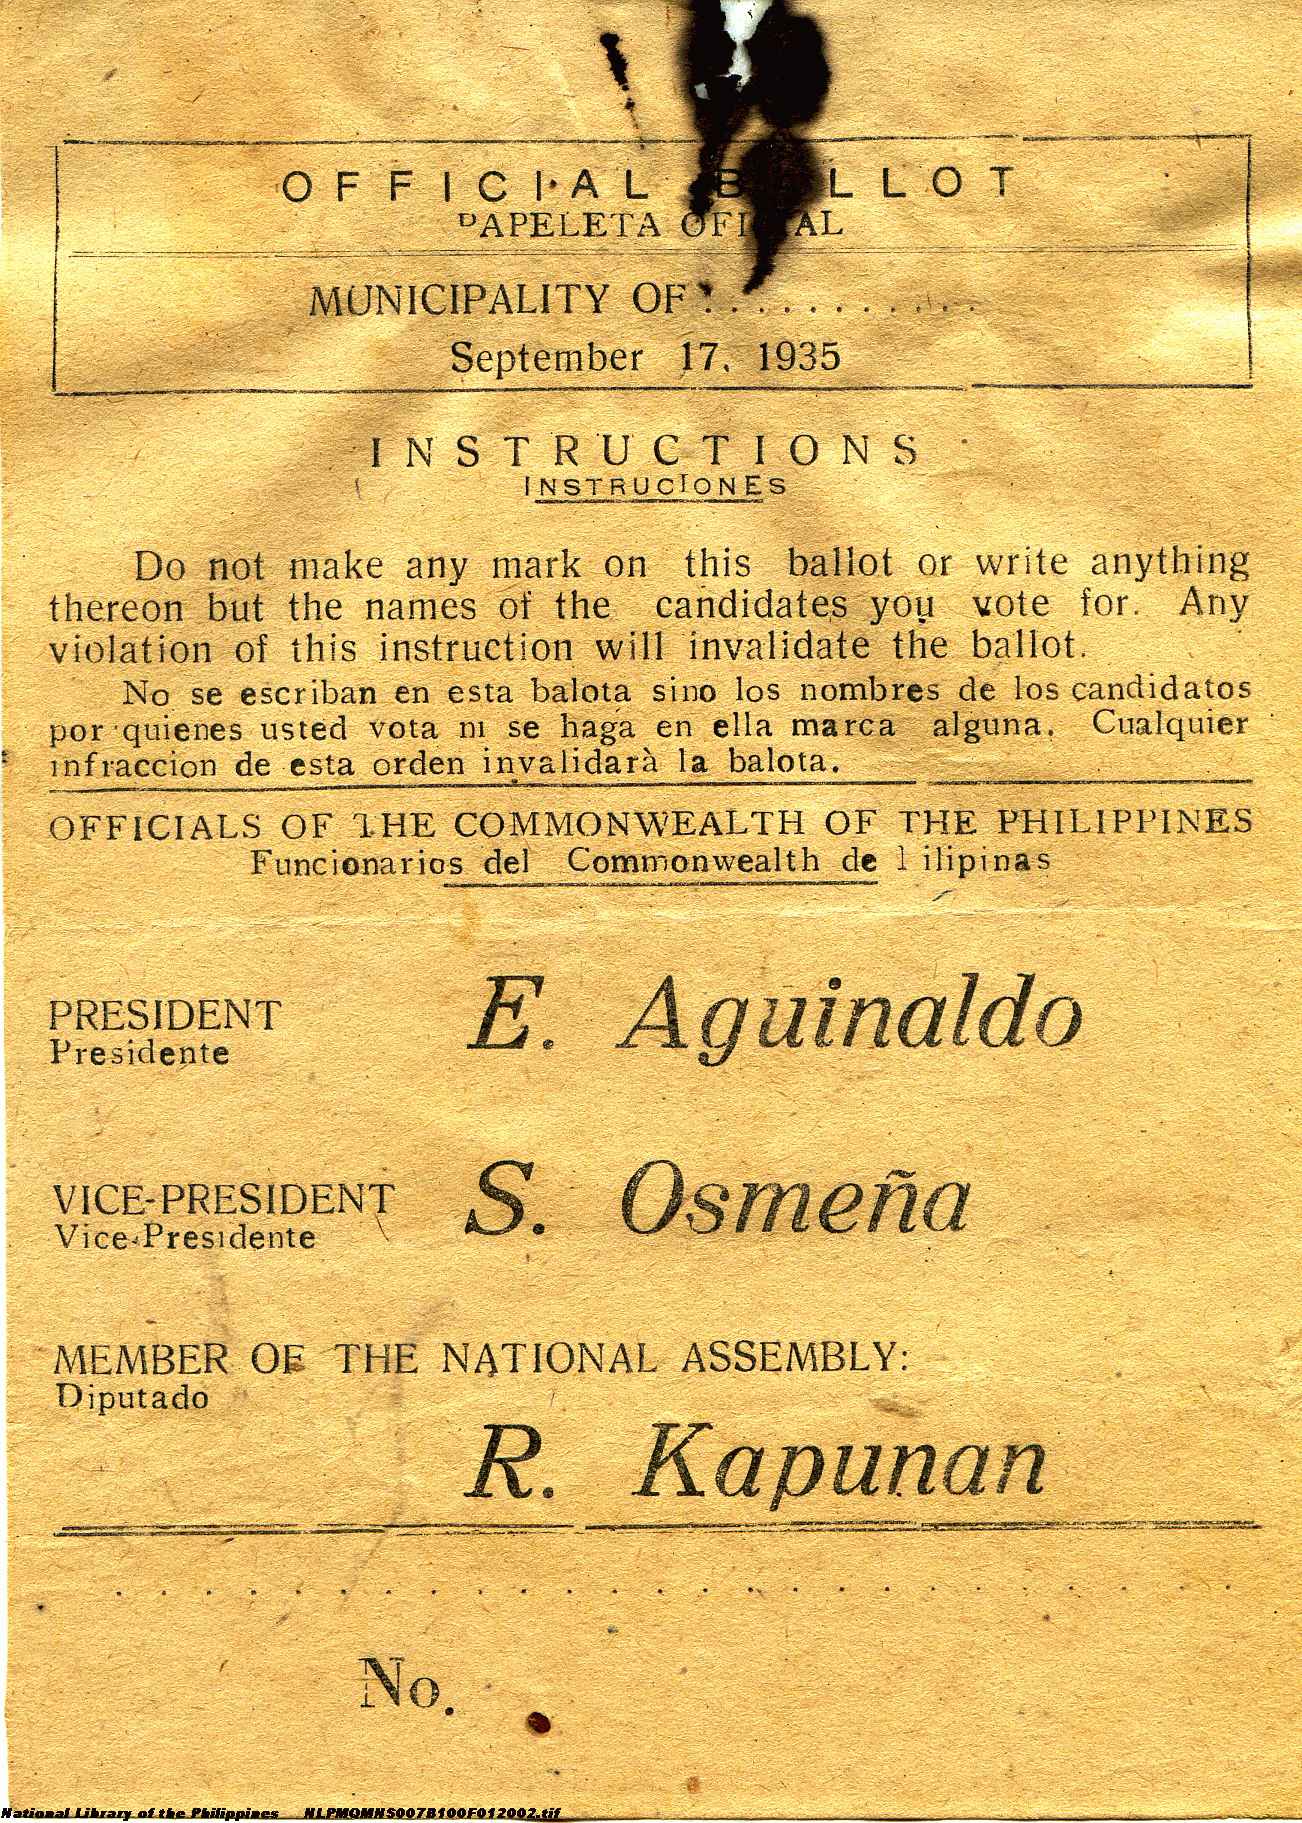 OFFICIAL BALLOT
PAPELETA OFICIAL
MUNICIPALITY OF : . . . . . . . . . . .
September 17, 1935
INSTRUCTIONS
INSTRUCIONES
Do not make any mark on this ballot or write anything
thereon but the names of the candidates you vote for. Any
violation of this instruction will invalidate the ballot.
No se escriban en esta balota sino los nombres de los candidatos
por quienes usted vota ni se haga en ella marca alguna. Cualquier
infraccion de esta orden invalidarà la balota.
OFFICIALS OF THE COMMONWEALTH OF THE PHILIPPINES
Funcionarios del Commonwealth de Filipinas
PRESIDENT E. Aguinaldo
Presidente
VICE-PRESIDENT S. Osmeña
Vice-Presidente
MEMBER OF THE NATIONAL ASSEMBLY:
Diputado
R. Kapunan
. . . . . . . . . . . . . . . . . . . . . . . . . .
No.
National Library of the Philippines NLPMQMNS007B100F012002.tif